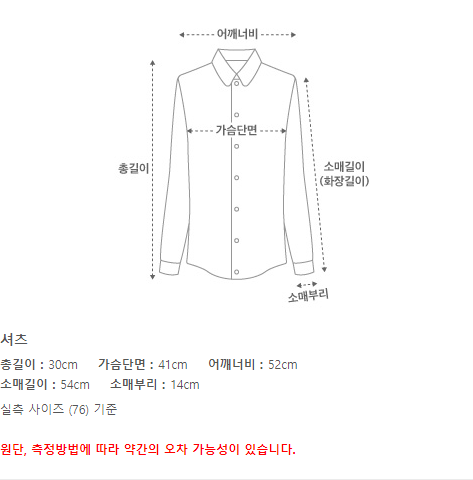 어깨너비
가슴단면
총길이
소매길이
(화장길이)
소매부리
셔츠
총길이 : 30cm 가슴단면 : 41cm 어깨너비 : 52cm
소매길이 : 54cm 소매부리 : 14cm
실측 사이즈 (76) 기준
원단, 측정방법에 따라 약간의 오차 가능성이 있습니다.